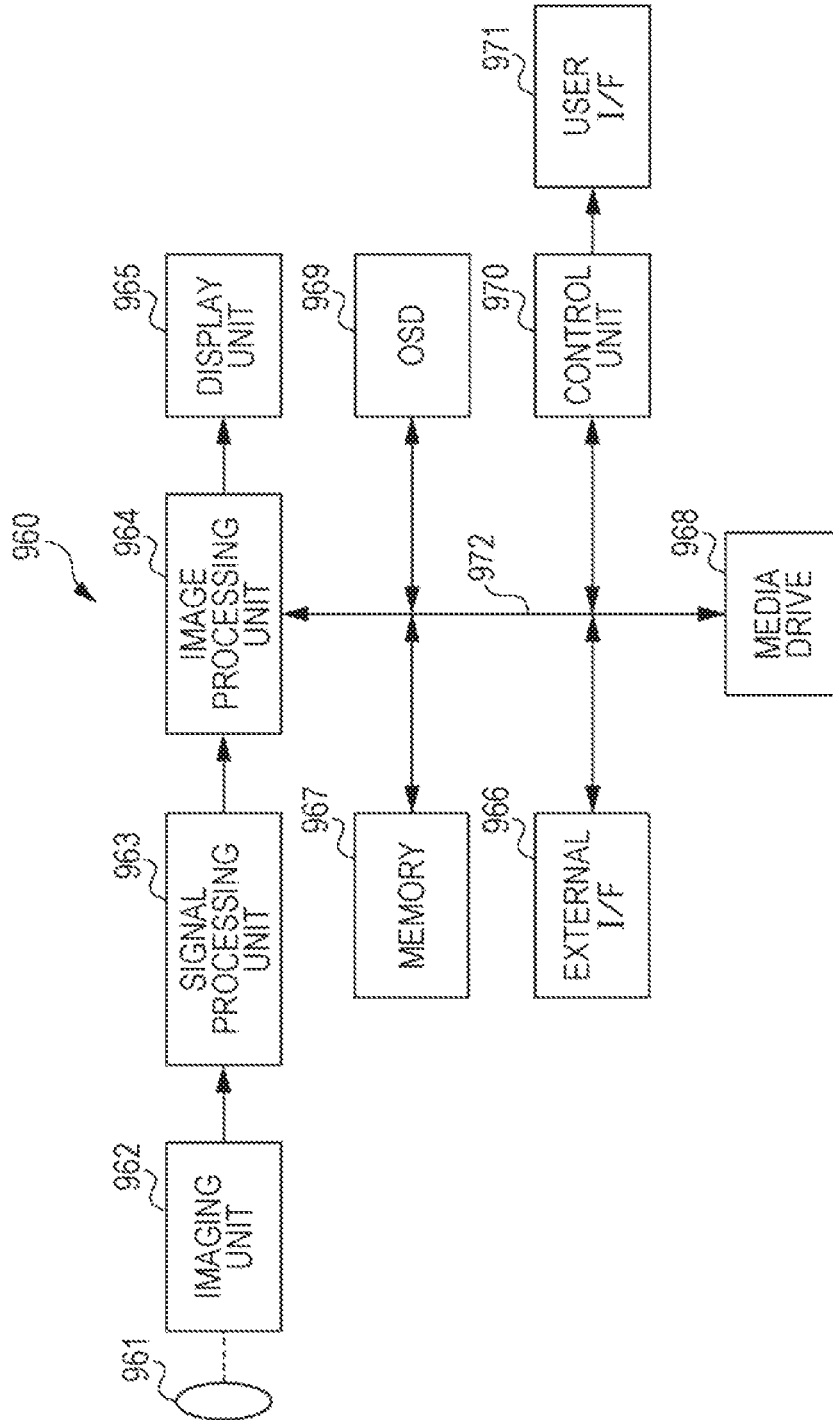 960
961
962
IMAGING
UNIT
963
SIGNAL
PROCESSING
UNIT
964
IMAGE
PROCESSING
UNIT
965
DISPLAY
UNIT
967
MEMORY
969
OSD
966
EXTERNAL
I/F
972
970
CONTROL
UNIT
971
USER
I/F
968
MEDIA
DRIVE